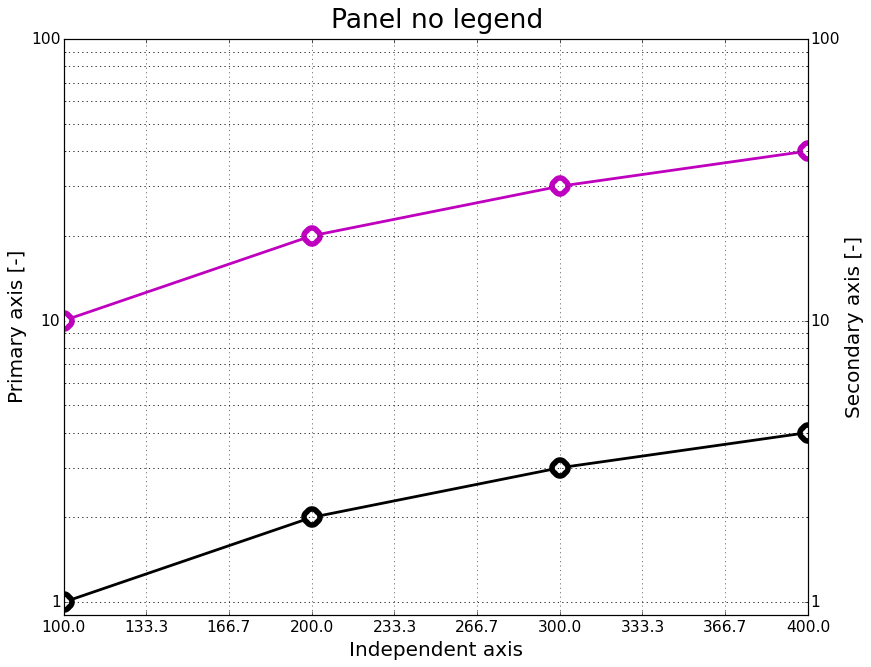 Panel no legend
100
10
1
Primary axis [-]
100
10
1
Secondary axis [-]
100.0 133.3 166.7 200.0 233.3 266.7 300.0 333.3 366.7 400.0
Independent axis